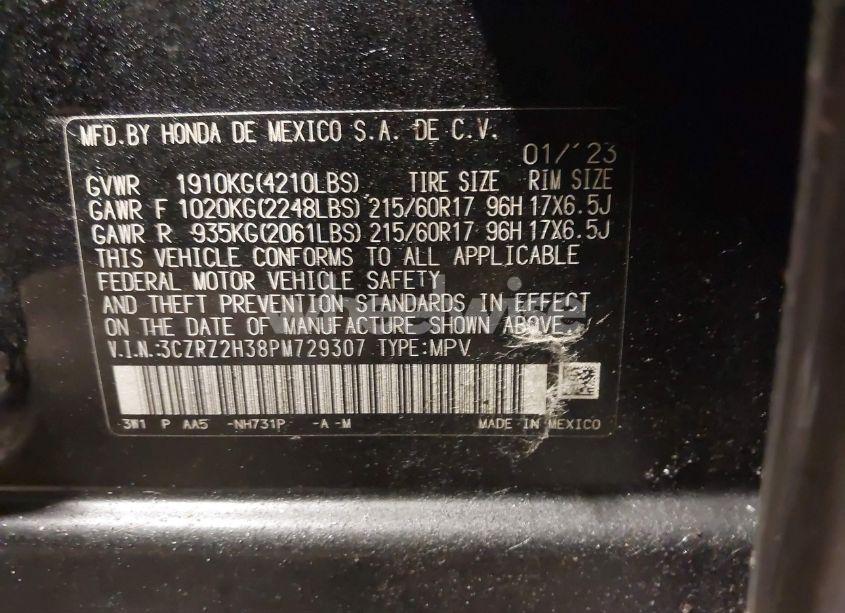 MFD.BY HONDA DE MEXICO S.A. DE C.V.
01/'23
GVWR 1910KG(4210LBS) TIRE SIZE RIM SIZE
GAWR F 1020KG(2248LBS) 215/60R17 96H 17X6.5J
GAWR R 935KG(2061LBS) 215/60R17 96H 17X6.5J
THIS VEHICLE CONFORMS TO ALL APPLICABLE
FEDERAL MOTOR VEHICLE SAFETY
AND THEFT PREVENTION STANDARDS IN EFFECT
ON THE DATE OF MANUFACTURE SHOWN ABOVE.
V.I.N.:3CZRZ2H38PM729307 TYPE:MPV
3W1 P AA5 -NH731P -A -M MADE IN MEXICO